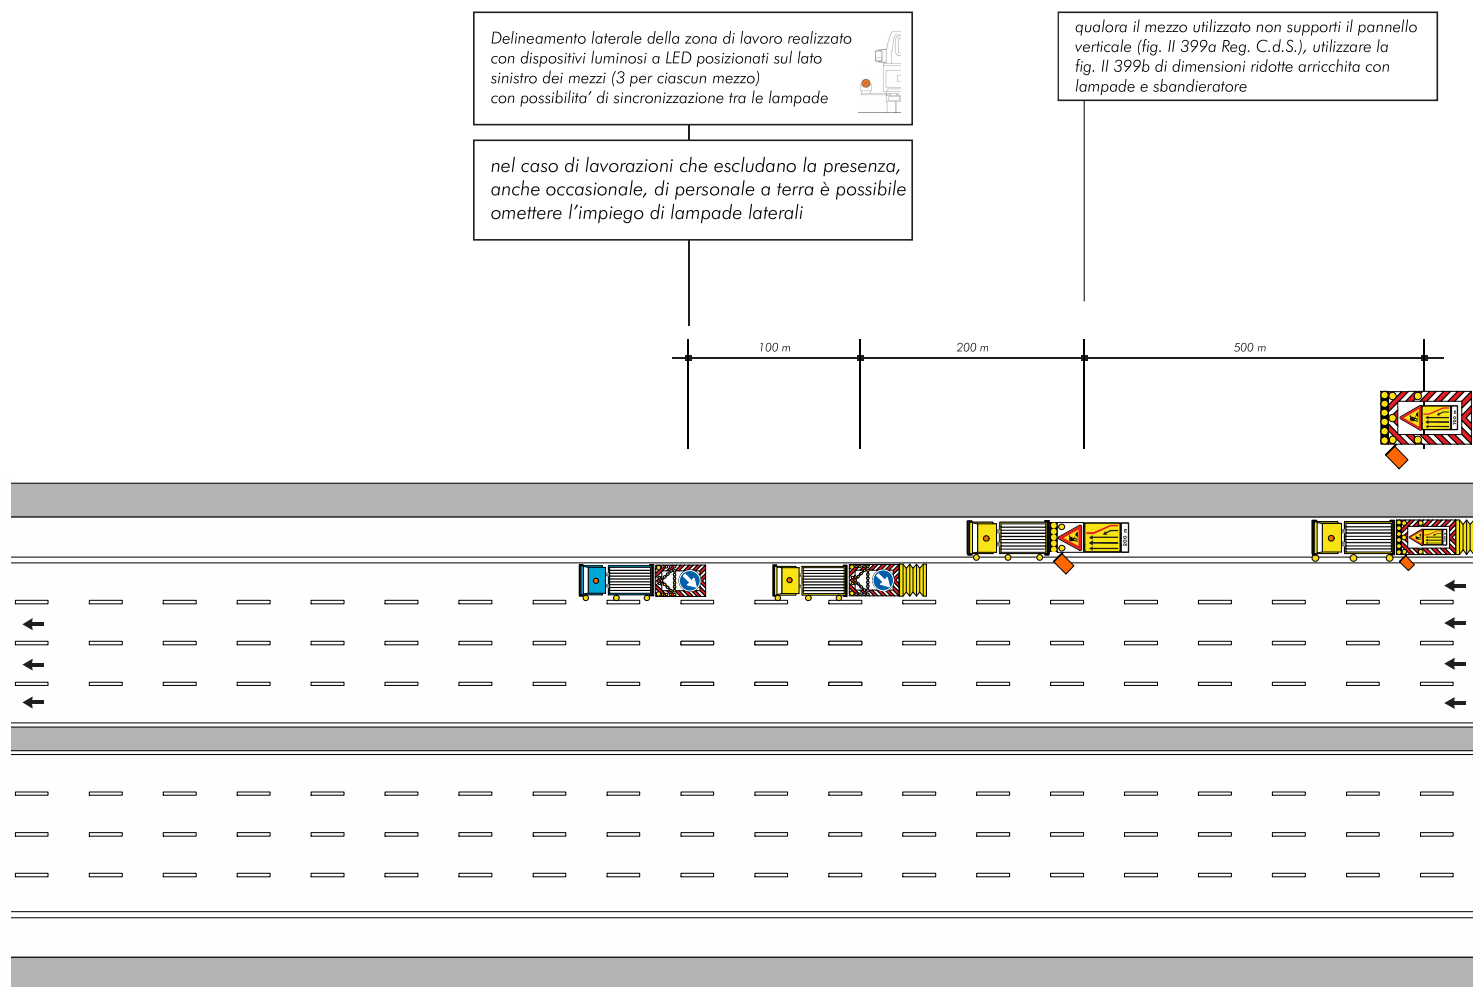 Delineamento laterale della zona di lavoro realizzato
con dispositivi luminosi a LED posizionati sul lato
sinistro dei mezzi (3 per ciascun mezzo)
con possibilita' di sincronizzazione tra le lampade
nel caso di lavorazioni che escludano la presenza,
anche occasionale, di personale a terra è possibile
omettere l'impiego di lampade laterali
qualora il mezzo utilizzato non supporti il pannello
verticale (fig. II 399a Reg. C.d.S.), utilizzare la
fig. II 399b di dimensioni ridotte arricchita con
lampade e sbandieratore
100 m
200 m
500 m
700 m
200 m